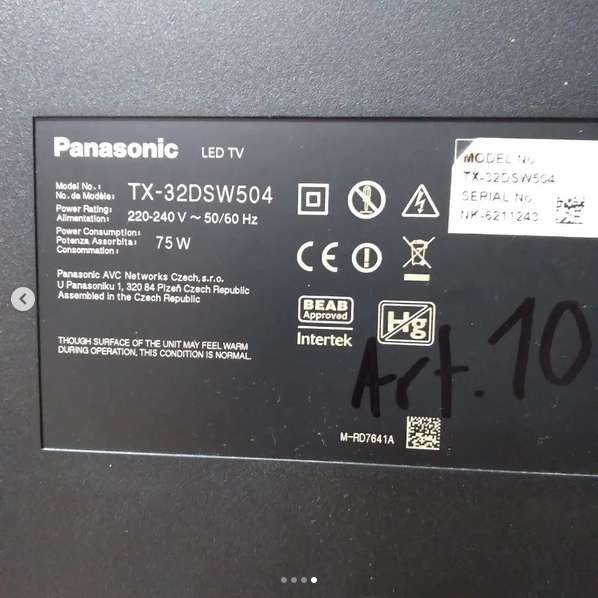 Panasonic LED TV
Model No.:
No. de Modèle: TX-32DSW504
Power Rating:
Alimentation: 220-240 V ~ 50/60 Hz
Power Consumption:
Potenza Assorbita: 75 W
Consommation:
Panasonic AVC Networks Czech, s.r.o.
U Panasoniku 1, 320 84 Plzeň Czech Republic
Assembled in the Czech Republic
THOUGH SURFACE OF THE UNIT MAY FEEL WARM
DURING OPERATION, THIS CONDITION IS NORMAL.
CE
BEAB
Approved
Intertek
Hg
MODEL No.
TX-32DSW504
SERIAL No.
NK-6211243
Art. 10
M-RD7641A